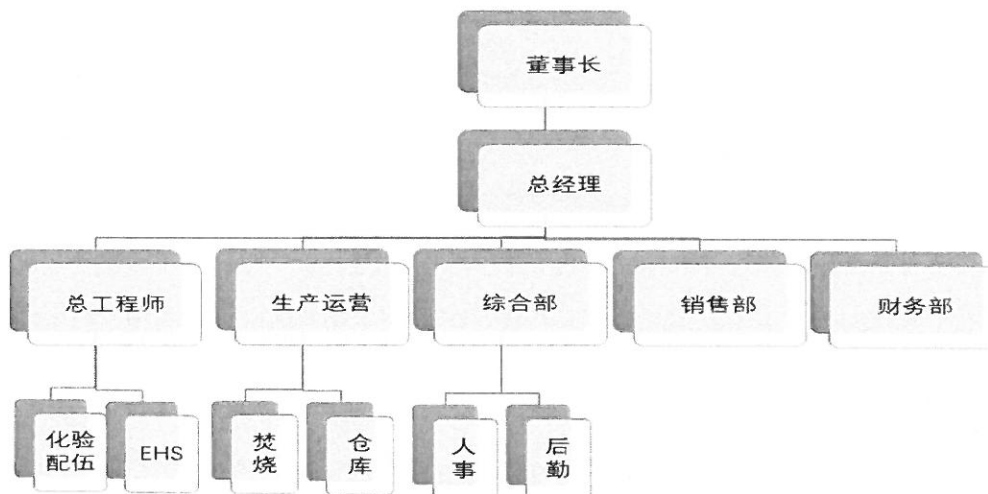 董事长
总经理
总工程师
生产运营
综合部
销售部
财务部
化验
配伍
EHS
焚
烧
仓
库
人
事
后
勤